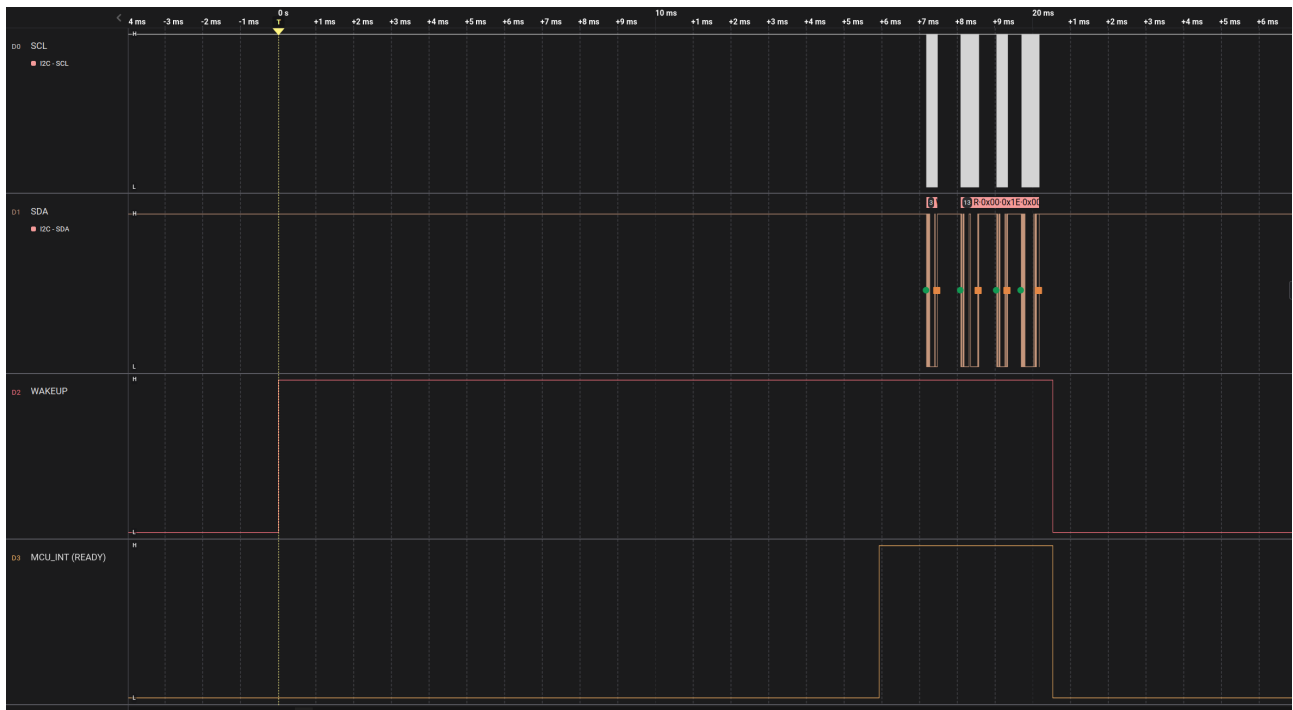 0 s 10 ms 20 ms
4 ms -3 ms -2 ms -1 ms T +1 ms +2 ms +3 ms +4 ms +5 ms +6 ms +7 ms +8 ms +9 ms +1 ms +2 ms +3 ms +4 ms +5 ms +6 ms +7 ms +8 ms +9 ms +1 ms +2 ms +3 ms +4 ms +5 ms +6 ms
H
D0 SCL
I2C - SCL
L
[3] [13] R·0x00·0x1E·0x00
D1 SDA H
I2C - SDA
L
H
D2 WAKEUP
L
H
D3 MCU_INT (READY)
L